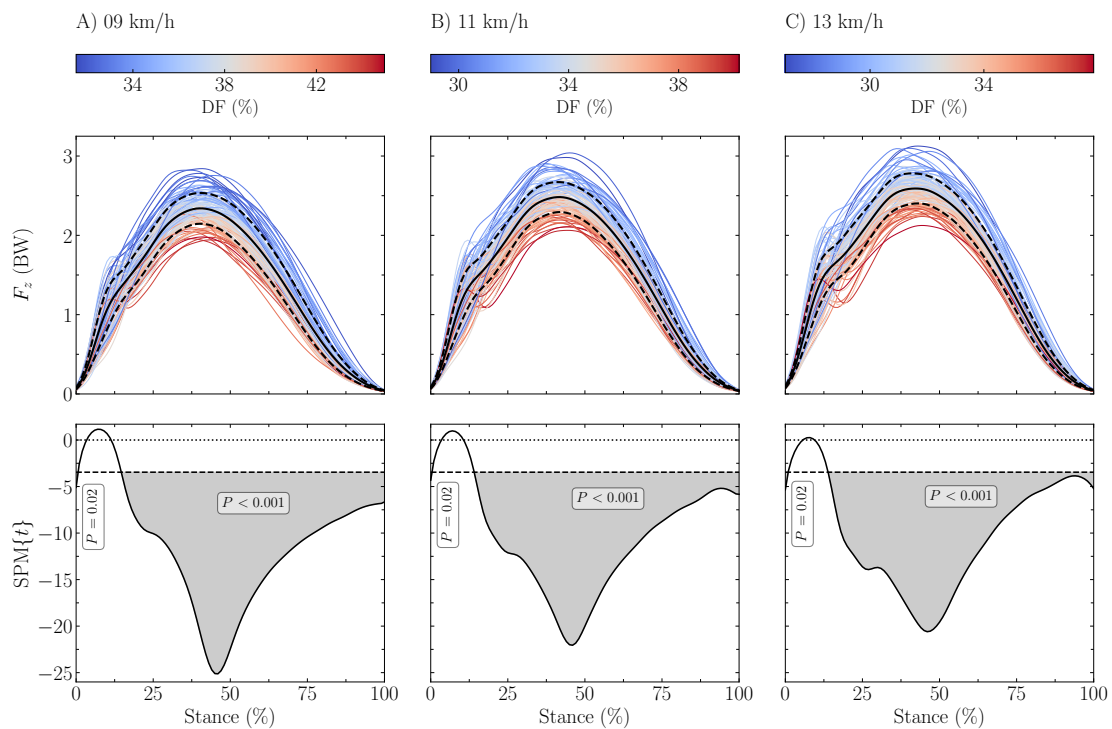 A) 09 km/h
B) 11 km/h
C) 13 km/h
34 38 42
DF (%)
30 34 38
DF (%)
30 34
DF (%)
F_z (BW)
3
2
1
0
SPM{t}
0
−5
−10
−15
−20
−25
P = 0.02
P < 0.001
P = 0.02
P < 0.001
P = 0.02
P < 0.001
0 25 50 75 100
Stance (%)
0 25 50 75 100
Stance (%)
0 25 50 75 100
Stance (%)